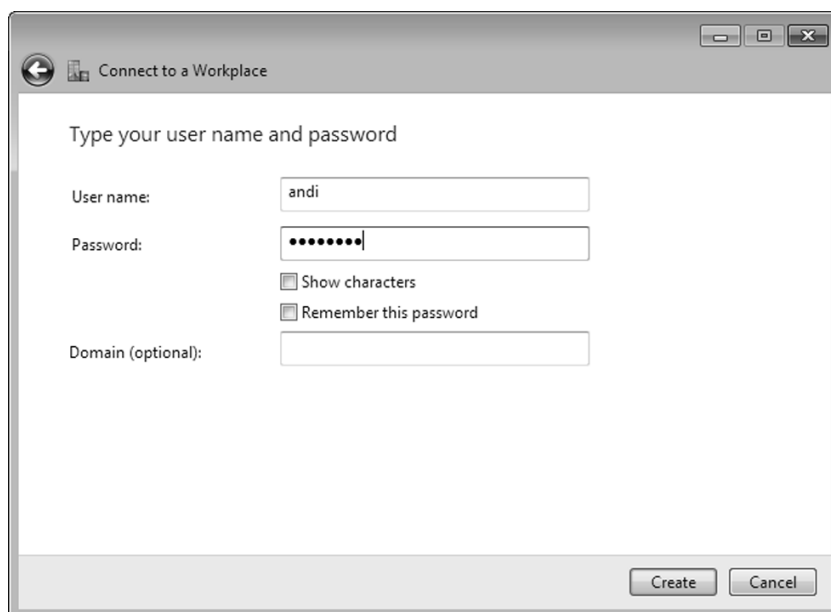 Connect to a Workplace
Type your user name and password
User name: andi
Password: ••••••••
Show characters
Remember this password
Domain (optional):
Create Cancel